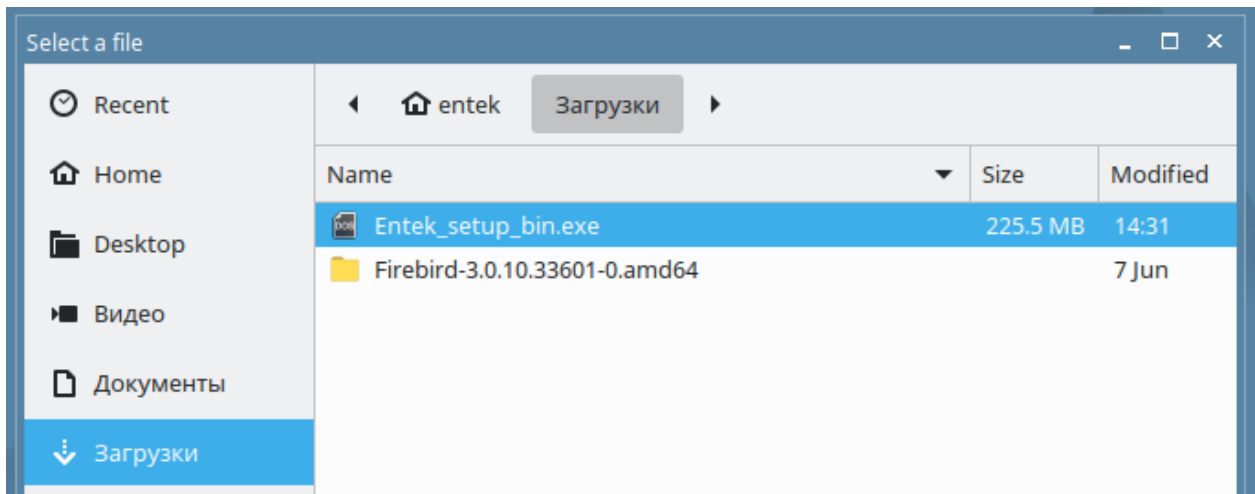 Select a file
Recent
Home
Desktop
Видео
Документы
Загрузки
entek Загрузки
Name Size Modified
Entek_setup_bin.exe 225.5 MB 14:31
Firebird-3.0.10.33601-0.amd64 7 Jun